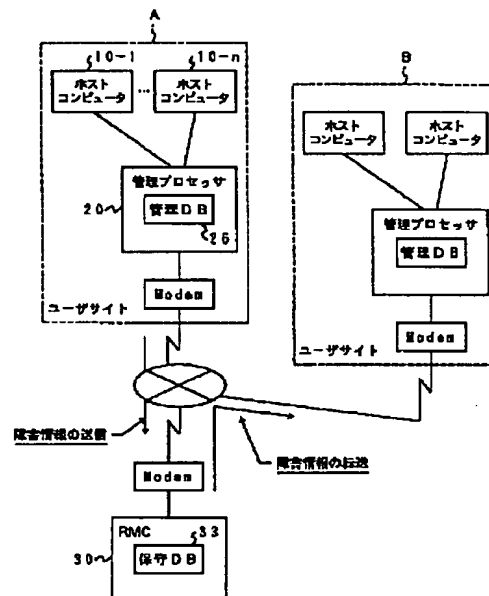 A
10-1
10-n
ホスト
コンピュータ
...
ホスト
コンピュータ
管理プロセッサ
管理DB
20
26
Modem
ユーザサイト
B
ホスト
コンピュータ
ホスト
コンピュータ
管理プロセッサ
管理DB
Modem
ユーザサイト
障害情報の送信
障害情報の転送
Modem
RMC
33
保守DB
30